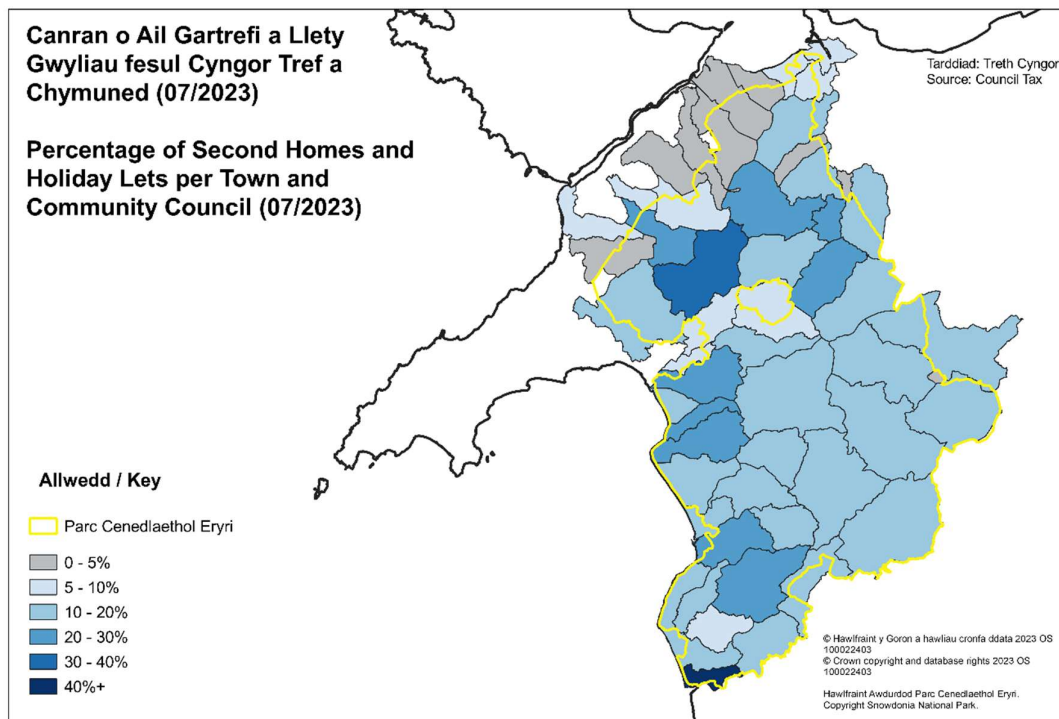 Canran o Ail Gartrefi a Llety
Gwyliau fesul Cyngor Tref a
Chymuned (07/2023)
Percentage of Second Homes and
Holiday Lets per Town and
Community Council (07/2023)
Tarddiad: Treth Cyngor
Source: Council Tax
Allwedd / Key
Parc Cenedlaethol Eryri
0 - 5%
5 - 10%
10 - 20%
20 - 30%
30 - 40%
40%+
© Hawlfraint y Goron a hawliau cronfa ddata 2023 OS
100022403
© Crown copyright and database rights 2023 OS
100022403
Hawlfraint Awdurdod Parc Cenedlaethol Eryri.
Copyright Snowdonia National Park.